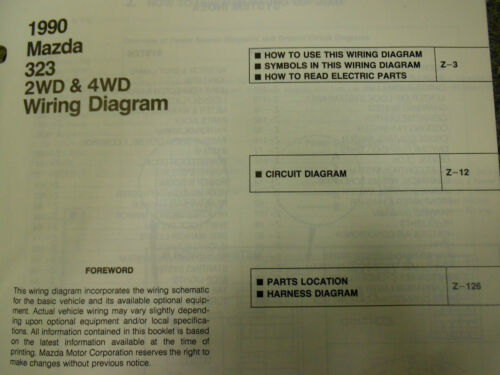 1990
Mazda
323
2WD & 4WD
Wiring Diagram
■ HOW TO USE THIS WIRING DIAGRAM
■ SYMBOLS IN THIS WIRING DIAGRAM
■ HOW TO READ ELECTRIC PARTS
Z-3
■ CIRCUIT DIAGRAM
Z-12
■ PARTS LOCATION
■ HARNESS DIAGRAM
Z-126
FOREWORD
This wiring diagram incorporates the wiring schematic
for the basic vehicle and its available optional equip-
ment. Actual vehicle wiring may vary slightly depend-
ing upon optional equipment and/or local specifica-
tions. All information contained in this booklet is based
on the latest information available at the time of
printing. Mazda Motor Corporation reserves the right to
make changes without previous notice.